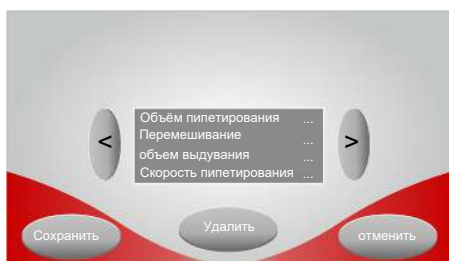 Объём пипетирования ...
Перемешивание ...
< объем выдувания ... >
Скорость пипетирования ...
Сохранить Удалить отменить